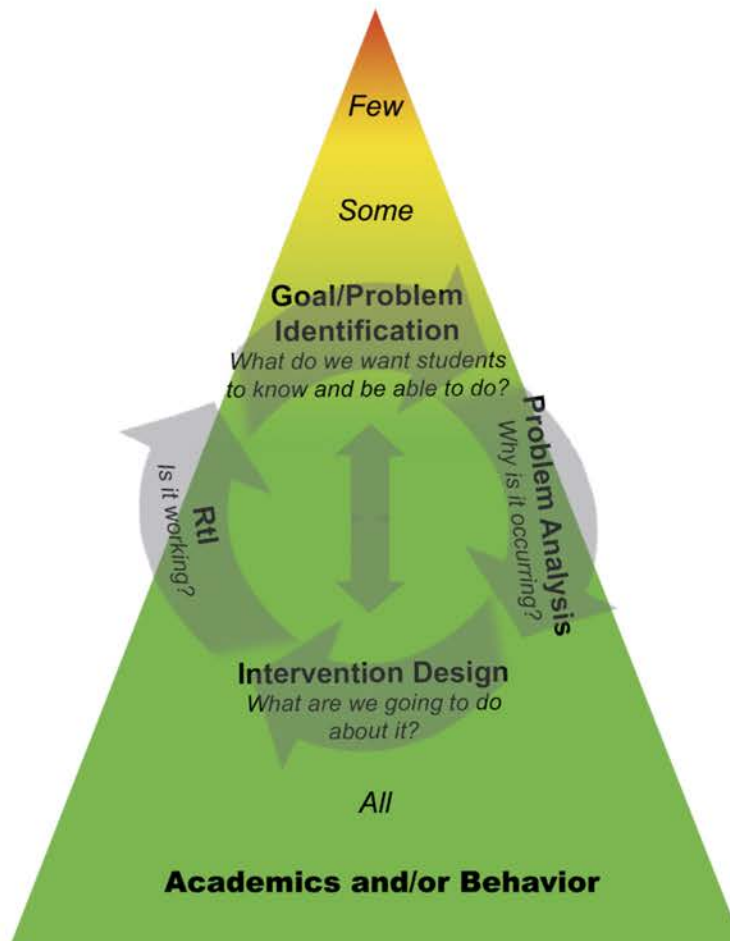 Few
Some
Goal/Problem
Identification
What do we want students
to know and be able to do?
Problem Analysis
Why is it occurring?
RtI
Is it working?
Intervention Design
What are we going to do
about it?
All
Academics and/or Behavior